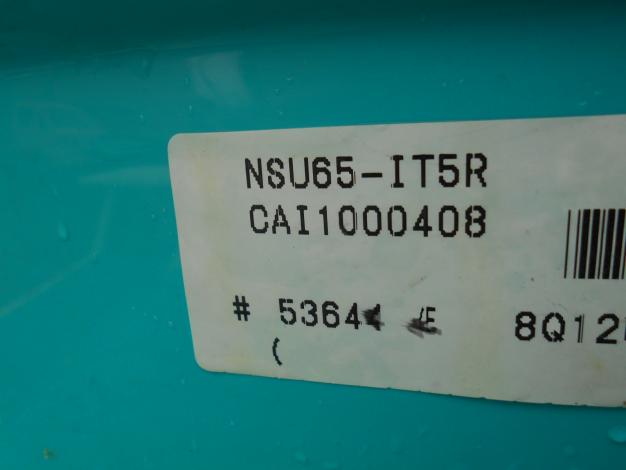 NSU65-IT5R
CAI1000408
# 5364
8Q12
(